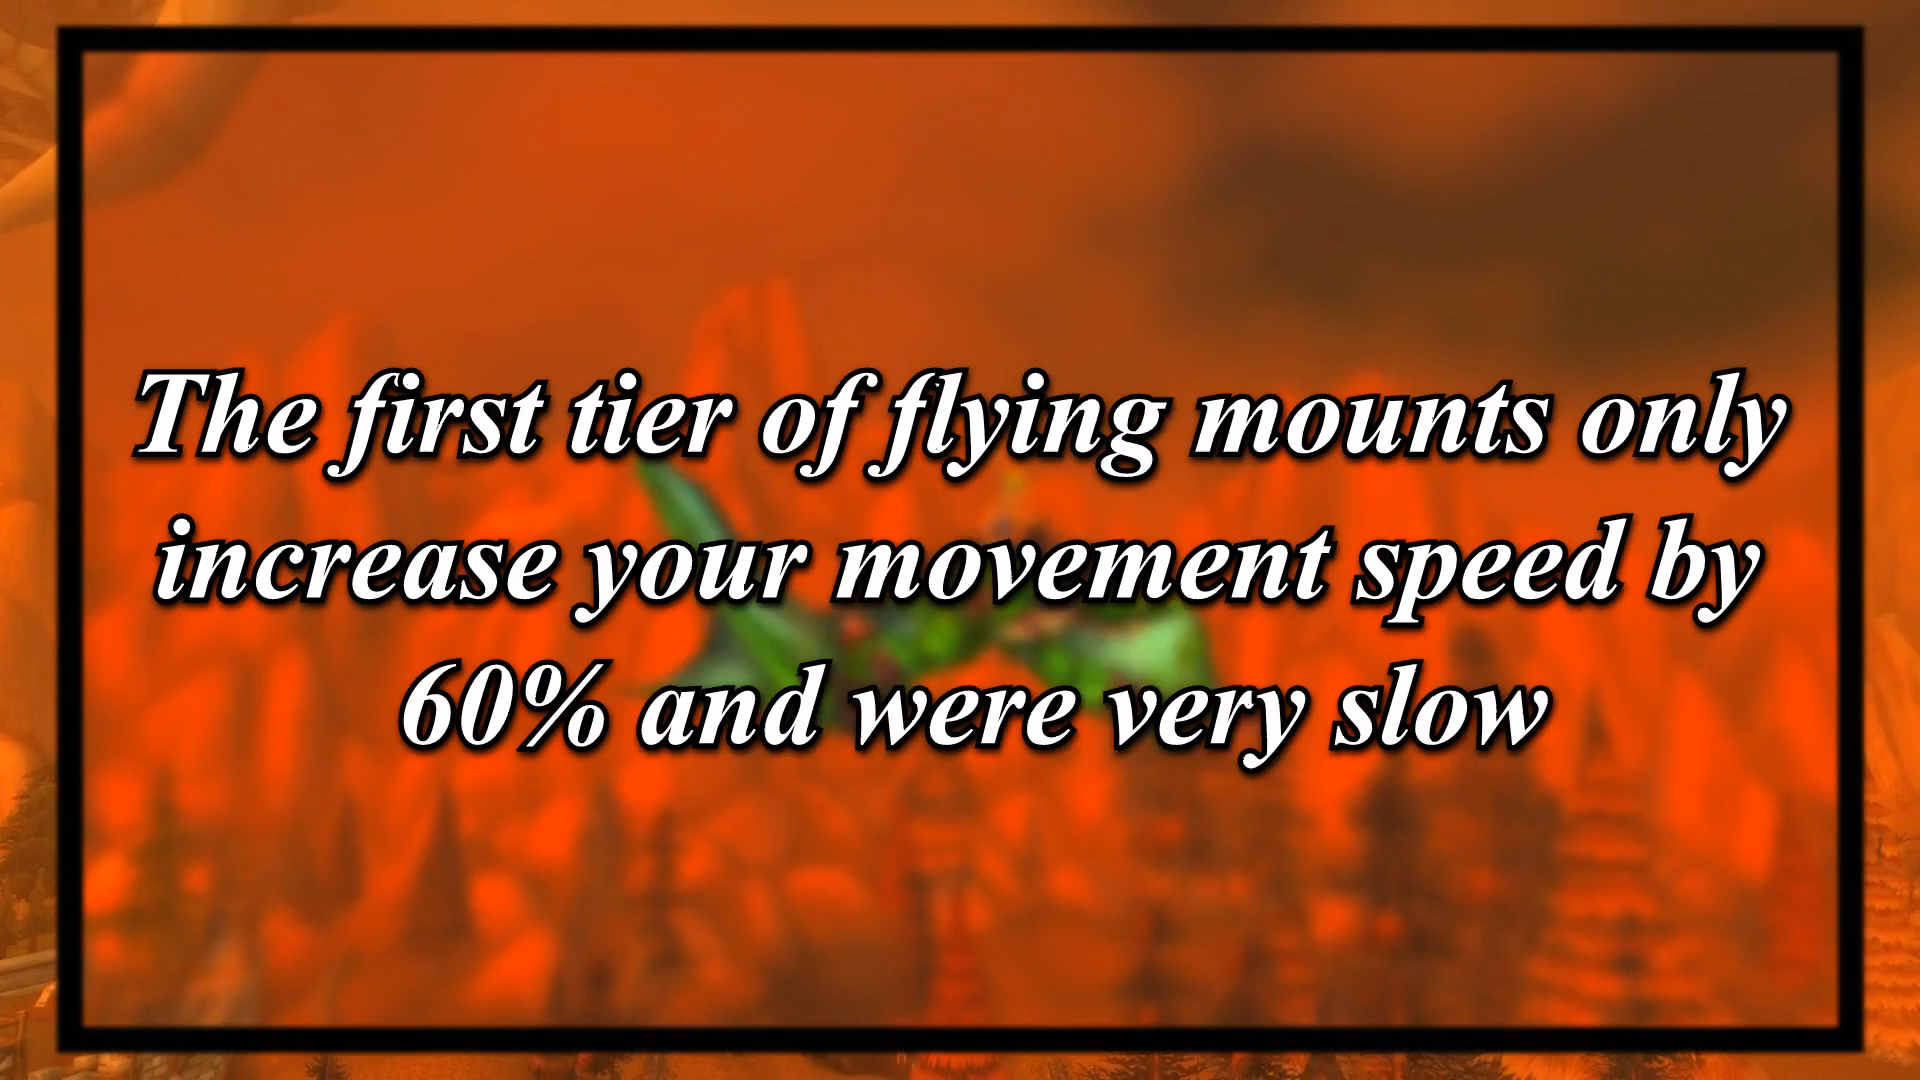 The first tier of flying mounts only
increase your movement speed by
60% and were very slow